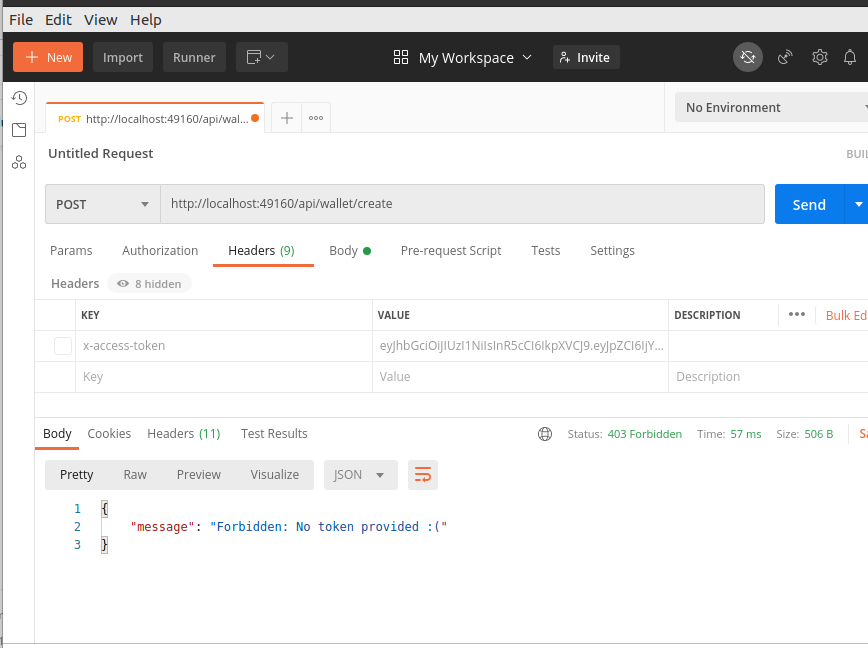 File Edit View Help
New Import Runner My Workspace Invite
POST http://localhost:49160/api/wal... No Environment
Untitled Request BUIL
POST http://localhost:49160/api/wallet/create Send
Params Authorization Headers (9) Body Pre-request Script Tests Settings
Headers 8 hidden
KEY VALUE DESCRIPTION Bulk Ed
x-access-token
Key Value Description
Body Cookies Headers (11) Test Results Status: 403 Forbidden Time: 57 ms Size: 506 B Sa
Pretty Raw Preview Visualize JSON
1 {
2 "message": "Forbidden: No token provided :("
3 }